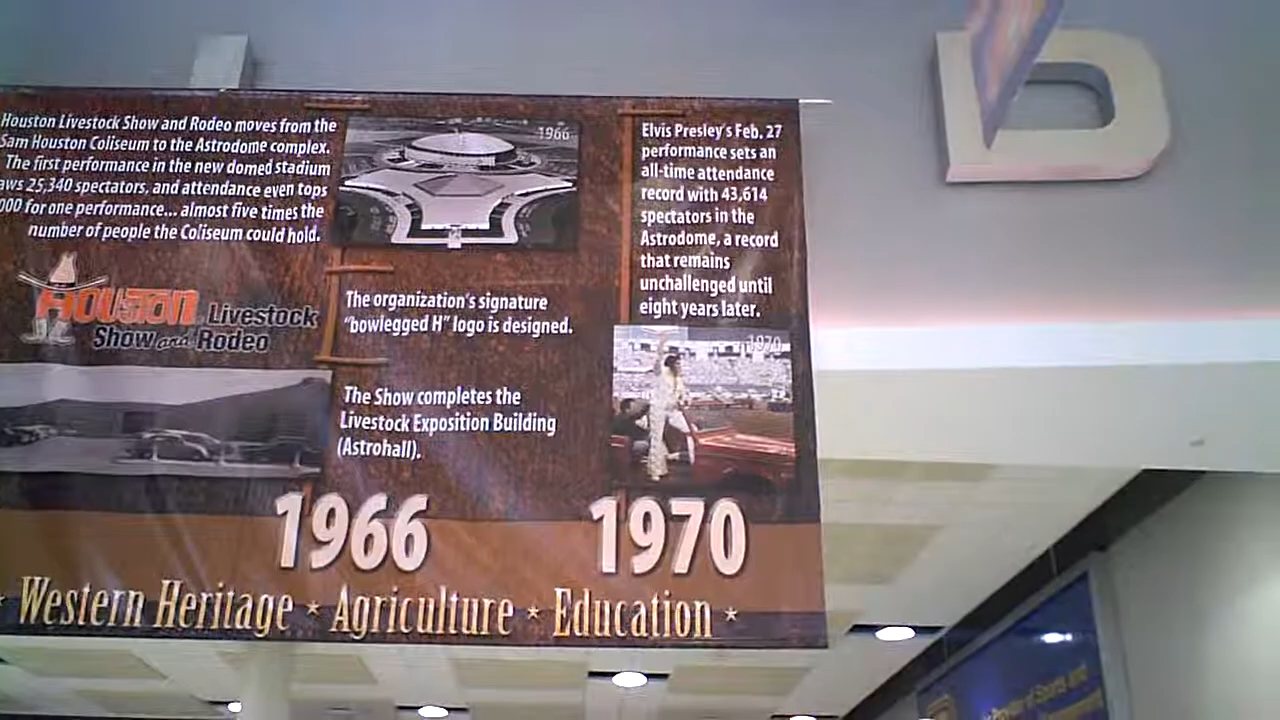 Houston Livestock Show and Rodeo moves from the
Sam Houston Coliseum to the Astrodome complex.
The first performance in the new domed stadium
25,340 spectators, and attendance even tops
for one performance... almost five times the
number of people the Coliseum could hold.
1966
HOUSTON Livestock
Show and Rodeo
The organization's signature
"bowlegged H" logo is designed.
The Show completes the
Livestock Exposition Building
(Astrohall).
1966
Elvis Presley's Feb. 27
performance sets an
all-time attendance
record with 43,614
spectators in the
Astrodome, a record
that remains
unchallenged until
eight years later.
1970
1970
Western Heritage * Agriculture * Education *
D
Provider of Sports and